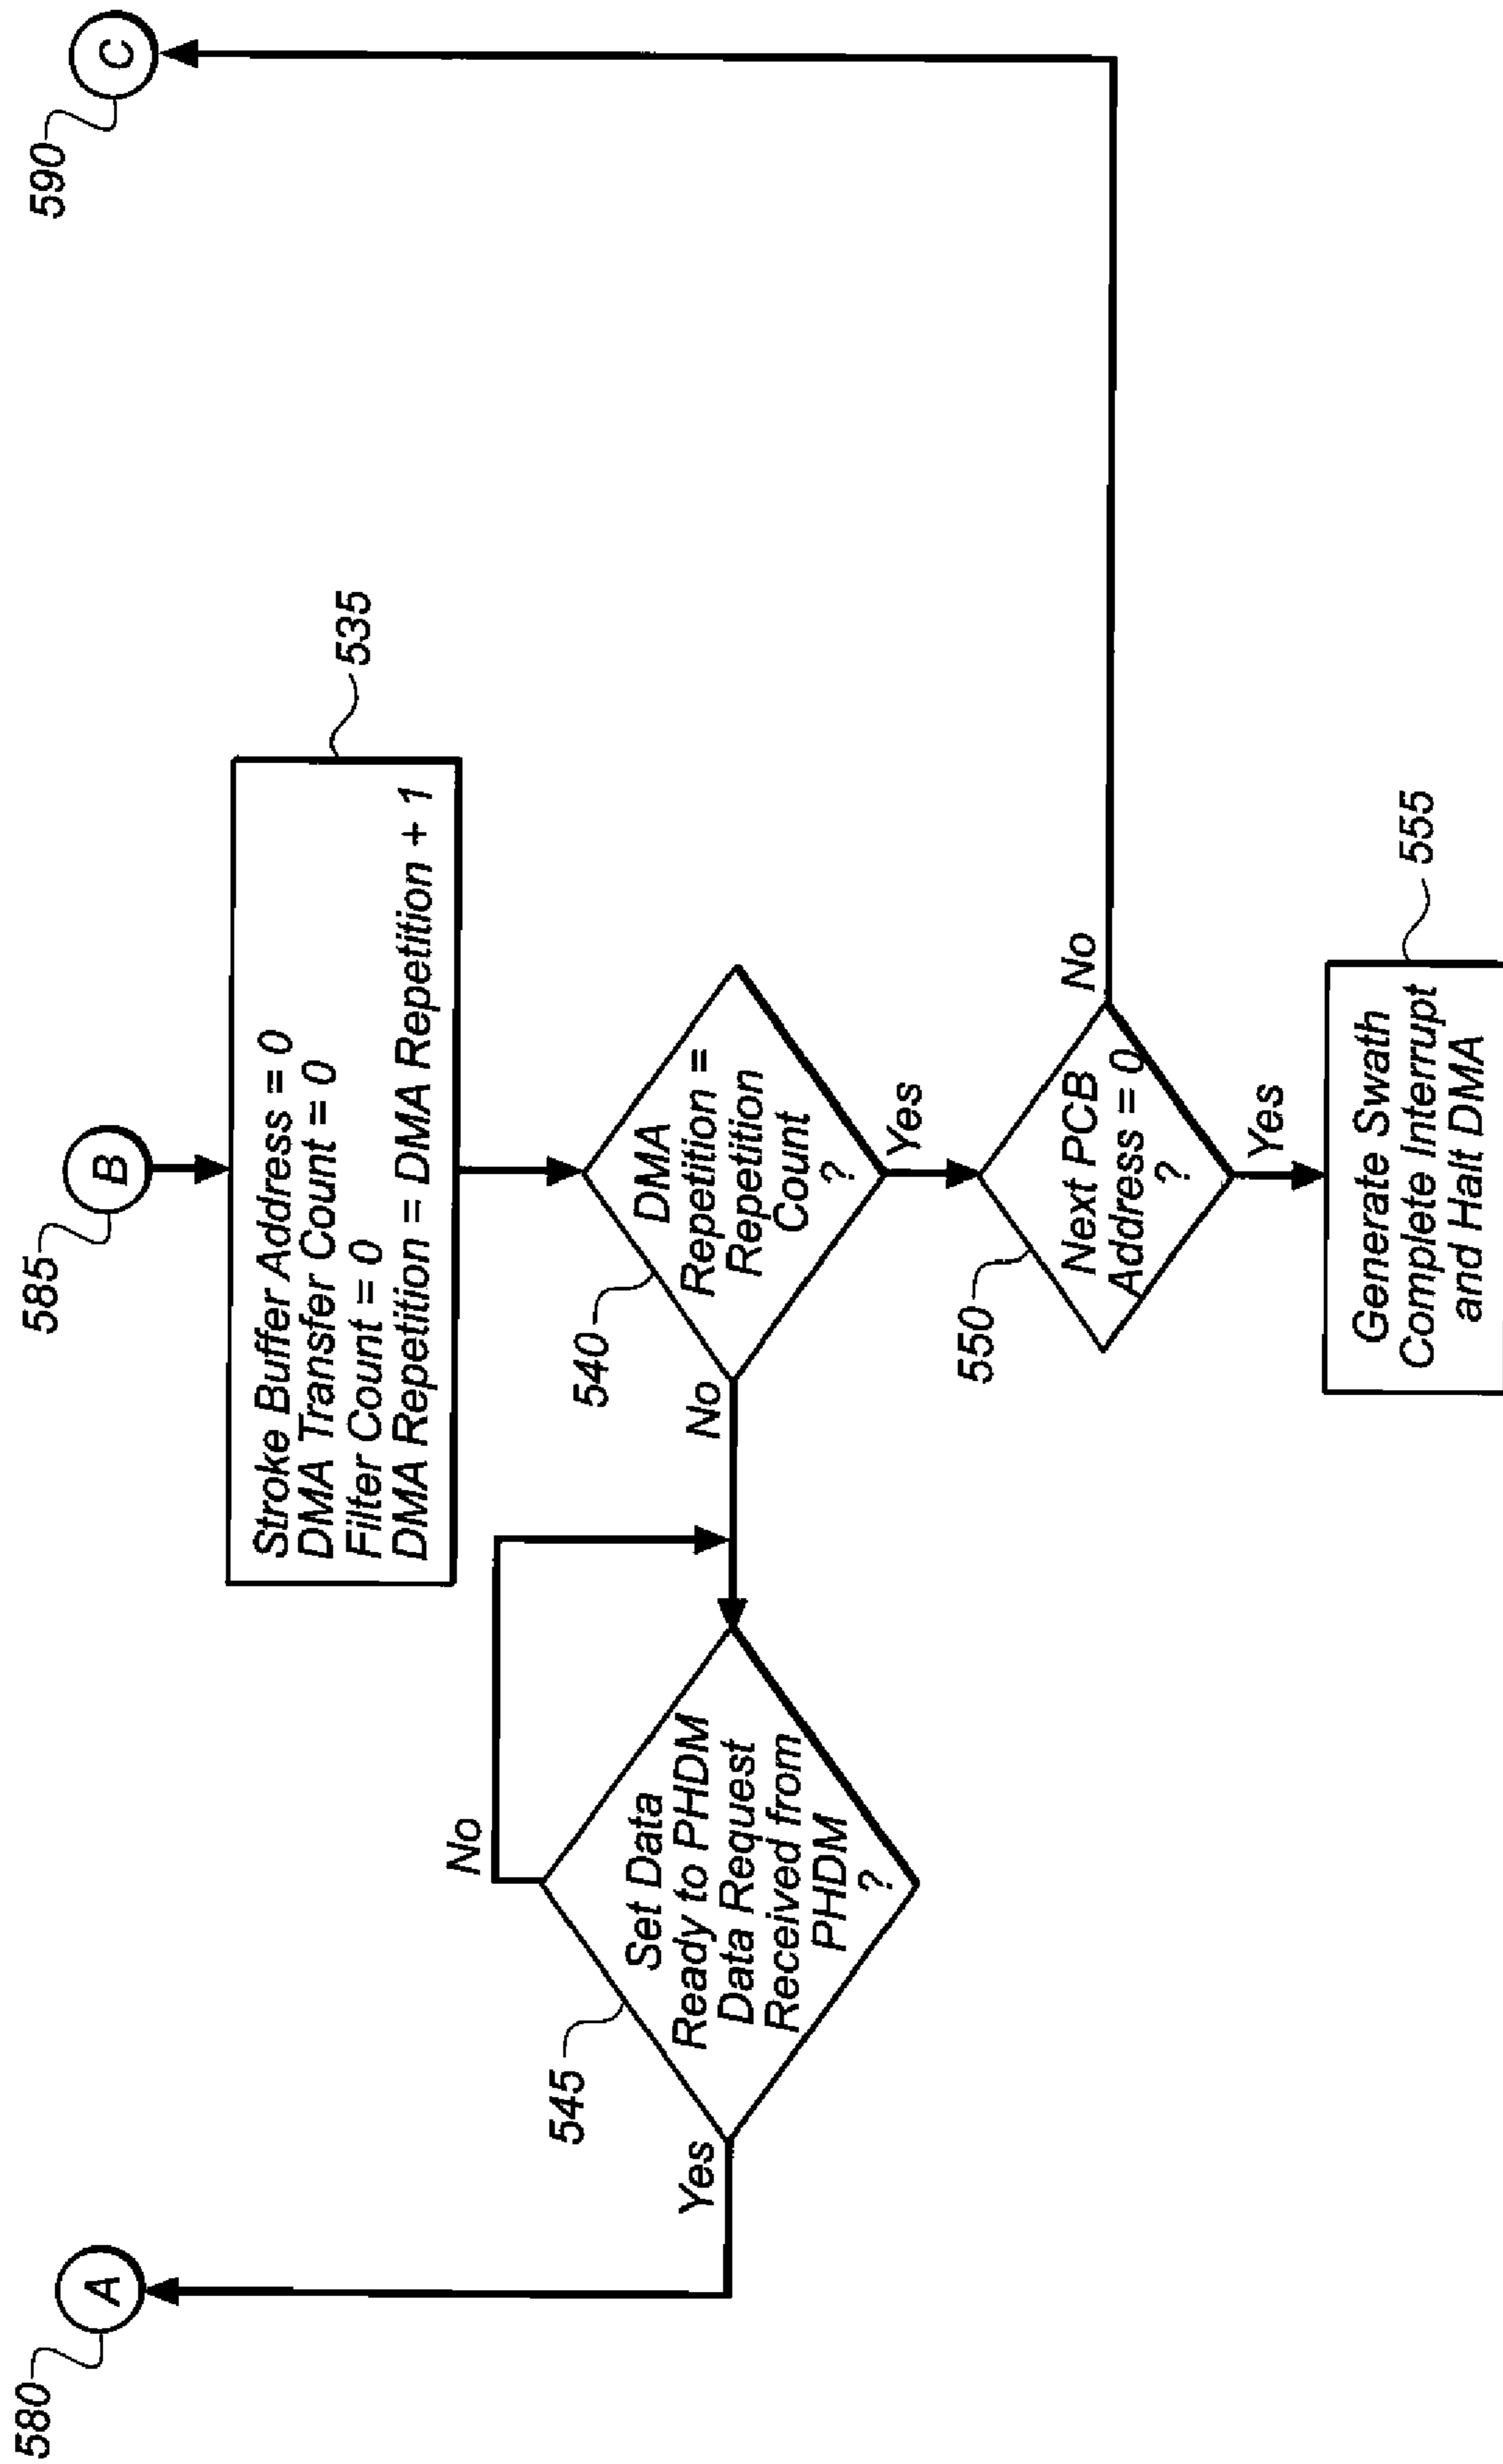 580
A
585
B
590
C
Stroke Buffer Address = 0
DMA Transfer Count = 0
Filter Count = 0
DMA Repetition = DMA Repetition + 1
535
540
DMA
Repetition =
Repetition
Count
?
No
Yes
545
Set Data
Ready to PHDM
Data Request
Received from
PHDM
?
No
Yes
550
Next PCB
Address = 0
?
No
Yes
Generate Swath
Complete Interrupt
and Halt DMA
555